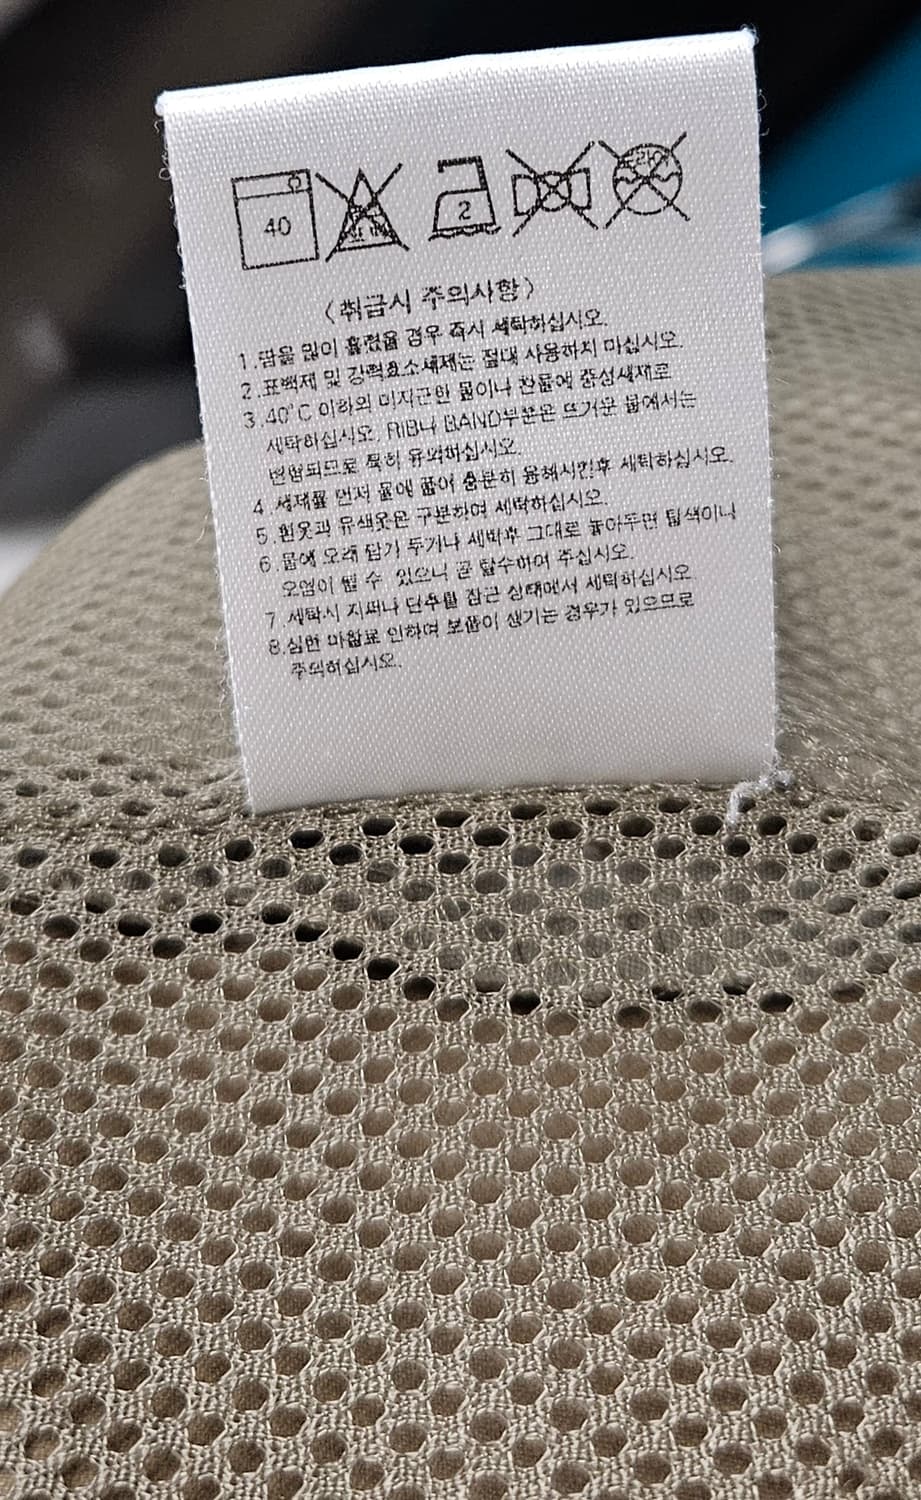 40
2
드라이
〈취급시 주의사항〉
1.땀을 많이 흘렸을 경우 즉시 세탁하십시오.
2.표백제 및 강력효소세제는 절대 사용하지 마십시오.
3.40°C 이하의 미지근한 물이나 찬물에 중성세제로
세탁하십시오. RIB나 BAND부분은 뜨거운 물에서는
변형되므로 특히 유의하십시오.
4.세제를 먼저 물에 풀어 충분히 용해시킨후 세탁하십시오.
5.흰옷과 유색옷은 구분하여 세탁하십시오.
6.물에 오래 담가 두거나 세탁후 그대로 놓아두면 탈색이나
오염이 될 수 있으니 곧 탈수하여 주십시오.
7.세탁시 지퍼나 단추를 잠근 상태에서 세탁하십시오
8.심한 마찰로 인하여 보풀이 생기는 경우가 있으므로
주의하십시오.